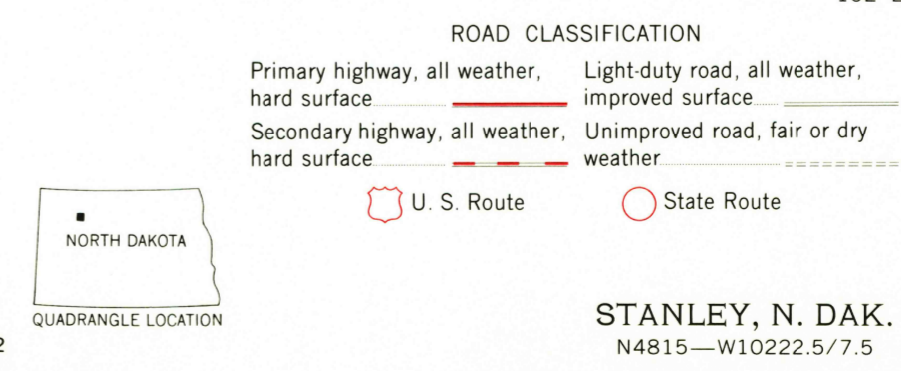 ROAD CLASSIFICATION
Primary highway, all weather,
hard surface
Light-duty road, all weather,
improved surface
Secondary highway, all weather,
hard surface
Unimproved road, fair or dry
weather
U. S. Route
State Route
NORTH DAKOTA
QUADRANGLE LOCATION
STANLEY, N. DAK.
N4815—W10222.5/7.5